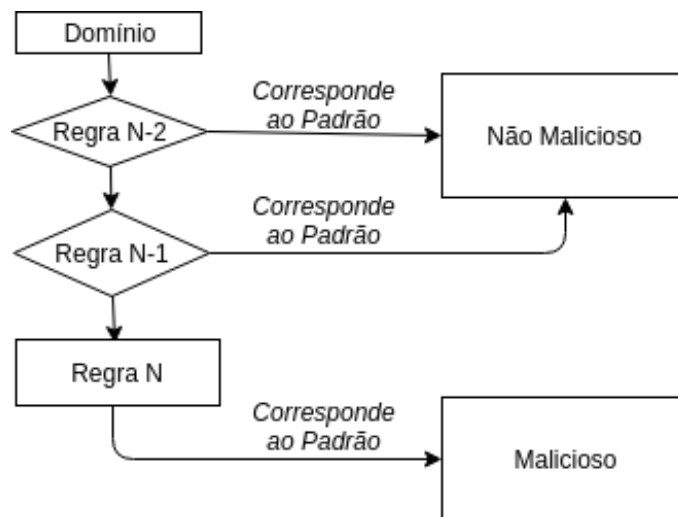 Domínio
Corresponde
ao Padrão
Regra N-2
Não Malicioso
Corresponde
ao Padrão
Regra N-1
Regra N
Corresponde
ao Padrão
Malicioso